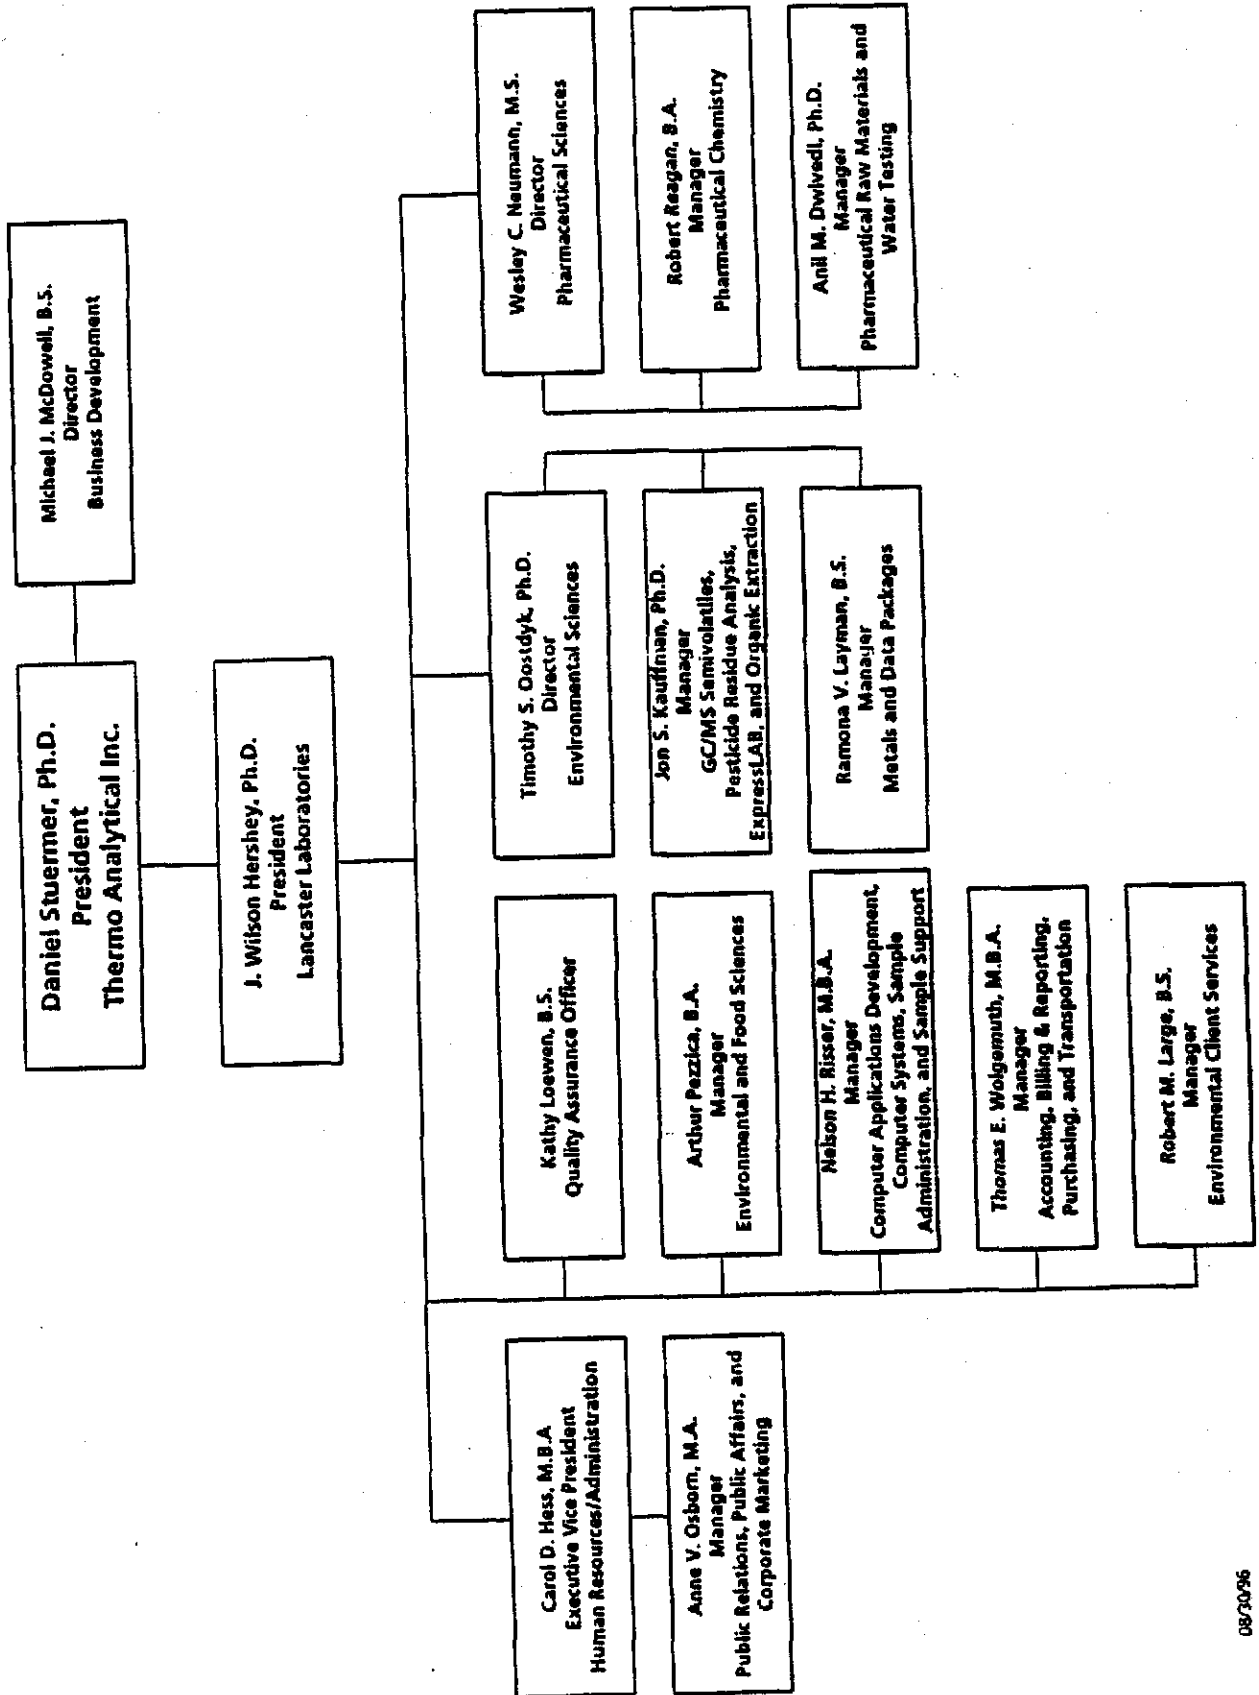 Daniel Stuermer, Ph.D.
President
Thermo Analytical Inc.
Michael J. McDowell, B.S.
Director
Business Development
J. Wilson Hershey, Ph.D.
President
Lancaster Laboratories
Carol D. Hess, M.B.A
Executive Vice President
Human Resources/Administration
Anne V. Osborn, M.A.
Manager
Public Relations, Public Affairs, and
Corporate Marketing
Kathy Loewen, B.S.
Quality Assurance Officer
Arthur Pezzica, B.A.
Manager
Environmental and Food Sciences
Nelson H. Risser, M.B.A.
Manager
Computer Applications Development,
Computer Systems, Sample
Administration, and Sample Support
Thomas E. Wolgemuth, M.B.A.
Manager
Accounting, Billing & Reporting,
Purchasing, and Transportation
Robert M. Large, B.S.
Manager
Environmental Client Services
Timothy S. Oostdyk, Ph.D.
Director
Environmental Sciences
Jon S. Kauffman, Ph.D.
Manager
GC/MS Semivolatiles,
Pesticide Residue Analysis,
ExpressLAB, and Organic Extraction
Ramona V. Layman, B.S.
Manager
Metals and Data Packages
Wesley C. Neumann, M.S.
Director
Pharmaceutical Sciences
Robert Reagan, B.A.
Manager
Pharmaceutical Chemistry
Anil M. Dwivedi, Ph.D.
Manager
Pharmaceutical Raw Materials and
Water Testing
08/30/96